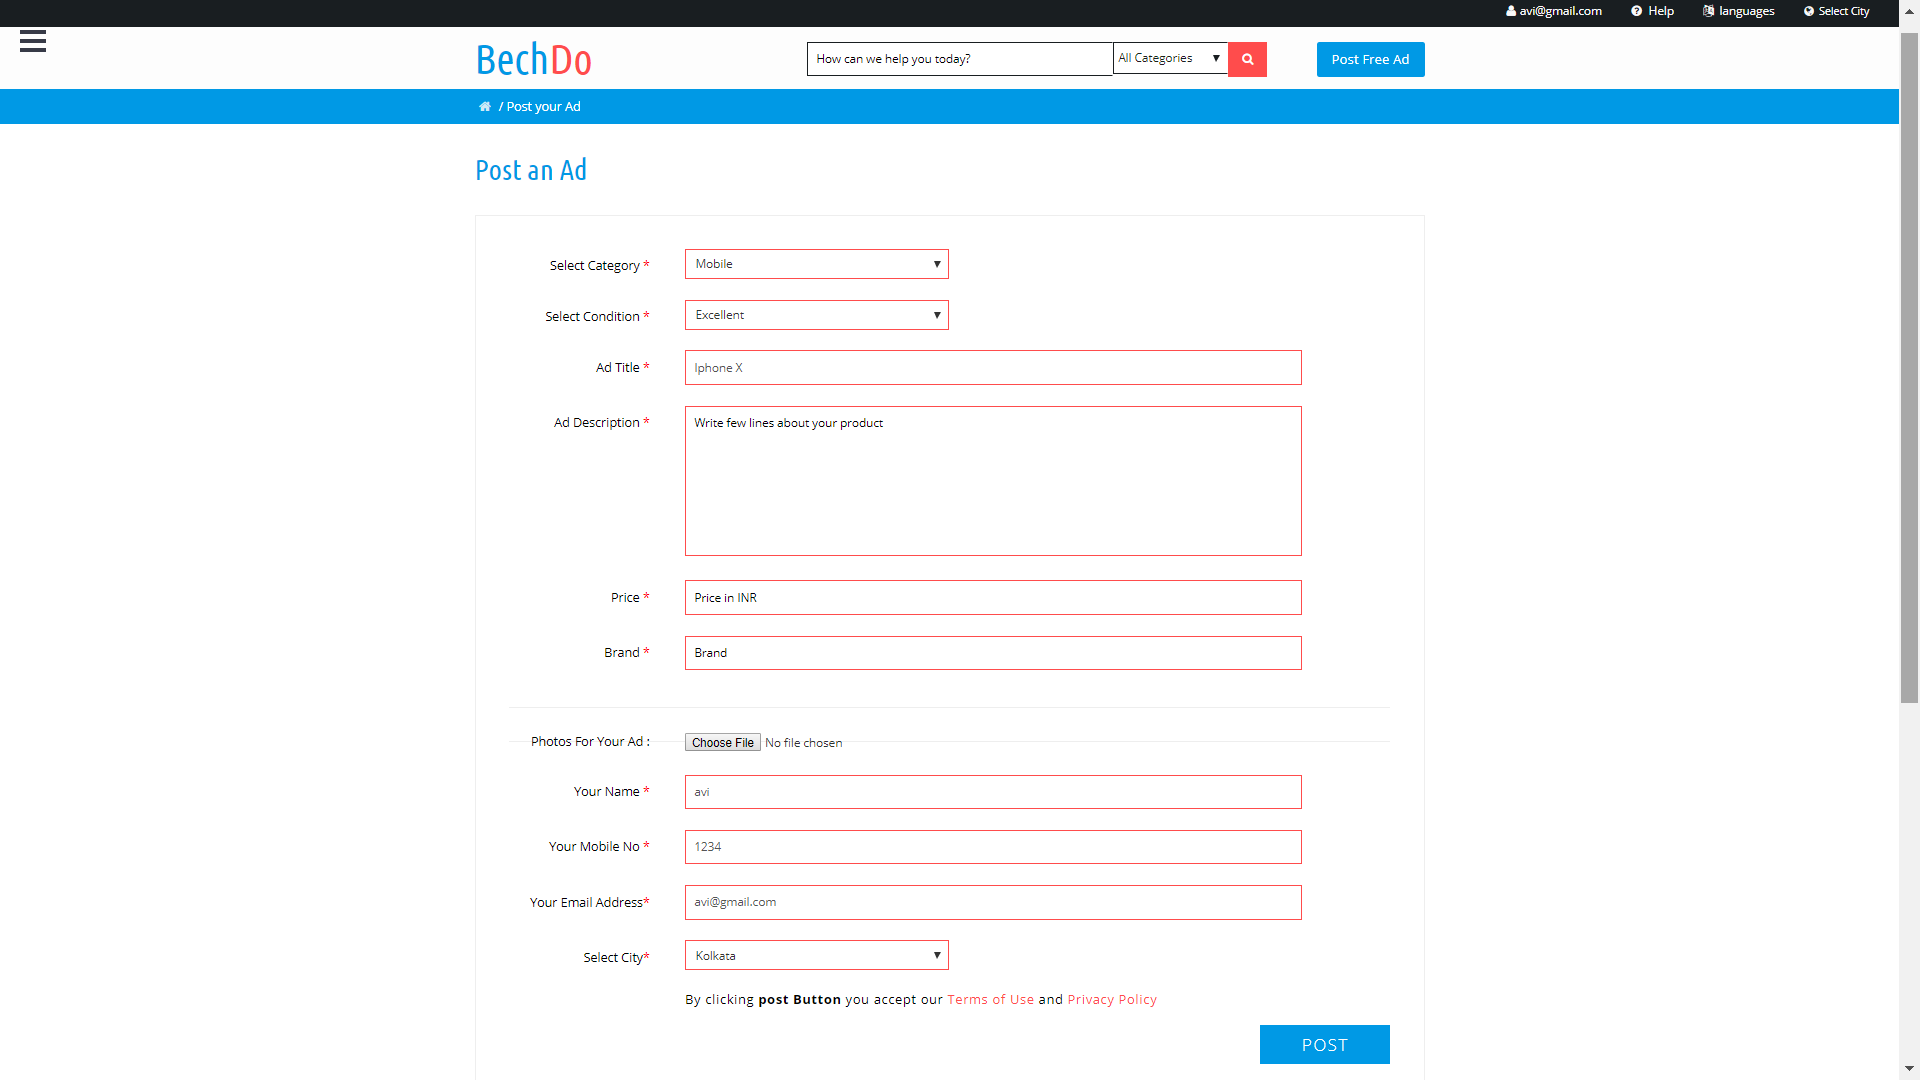 avi@gmail.com Help languages Select City
BechDo How can we help you today? All Categories Post Free Ad
/ Post your Ad
Post an Ad
Select Category * Mobile
Select Condition * Excellent
Ad Title * Iphone X
Ad Description * Write few lines about your product
Price * Price in INR
Brand * Brand
Photos For Your Ad : Choose File No file chosen
Your Name * avi
Your Mobile No * 1234
Your Email Address* avi@gmail.com
Select City* Kolkata
By clicking post Button you accept our Terms of Use and Privacy Policy
POST